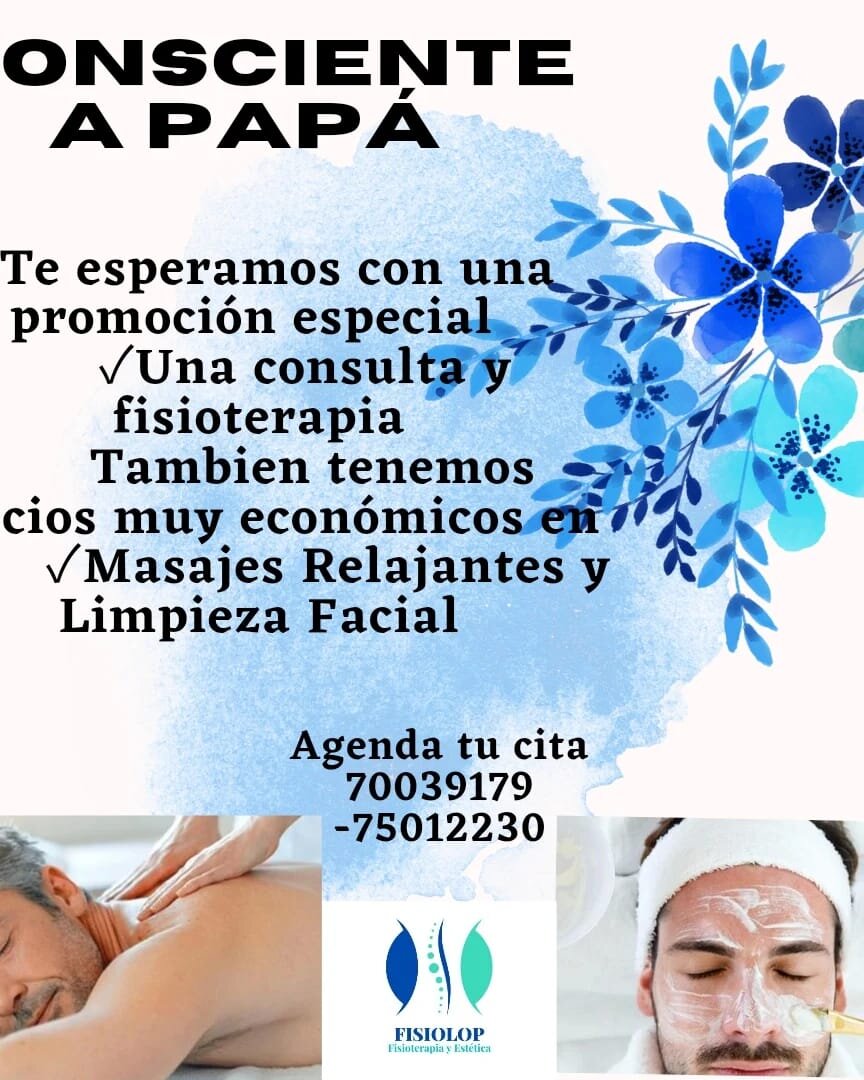 ONSCIENTE
A PAPÁ
Te esperamos con una
promoción especial
✓Una consulta y
fisioterapia
Tambien tenemos
cios muy económicos en
✓Masajes Relajantes y
Limpieza Facial
Agenda tu cita
70039179
-75012230
FISIOLOP
Fisioterapia y Estética